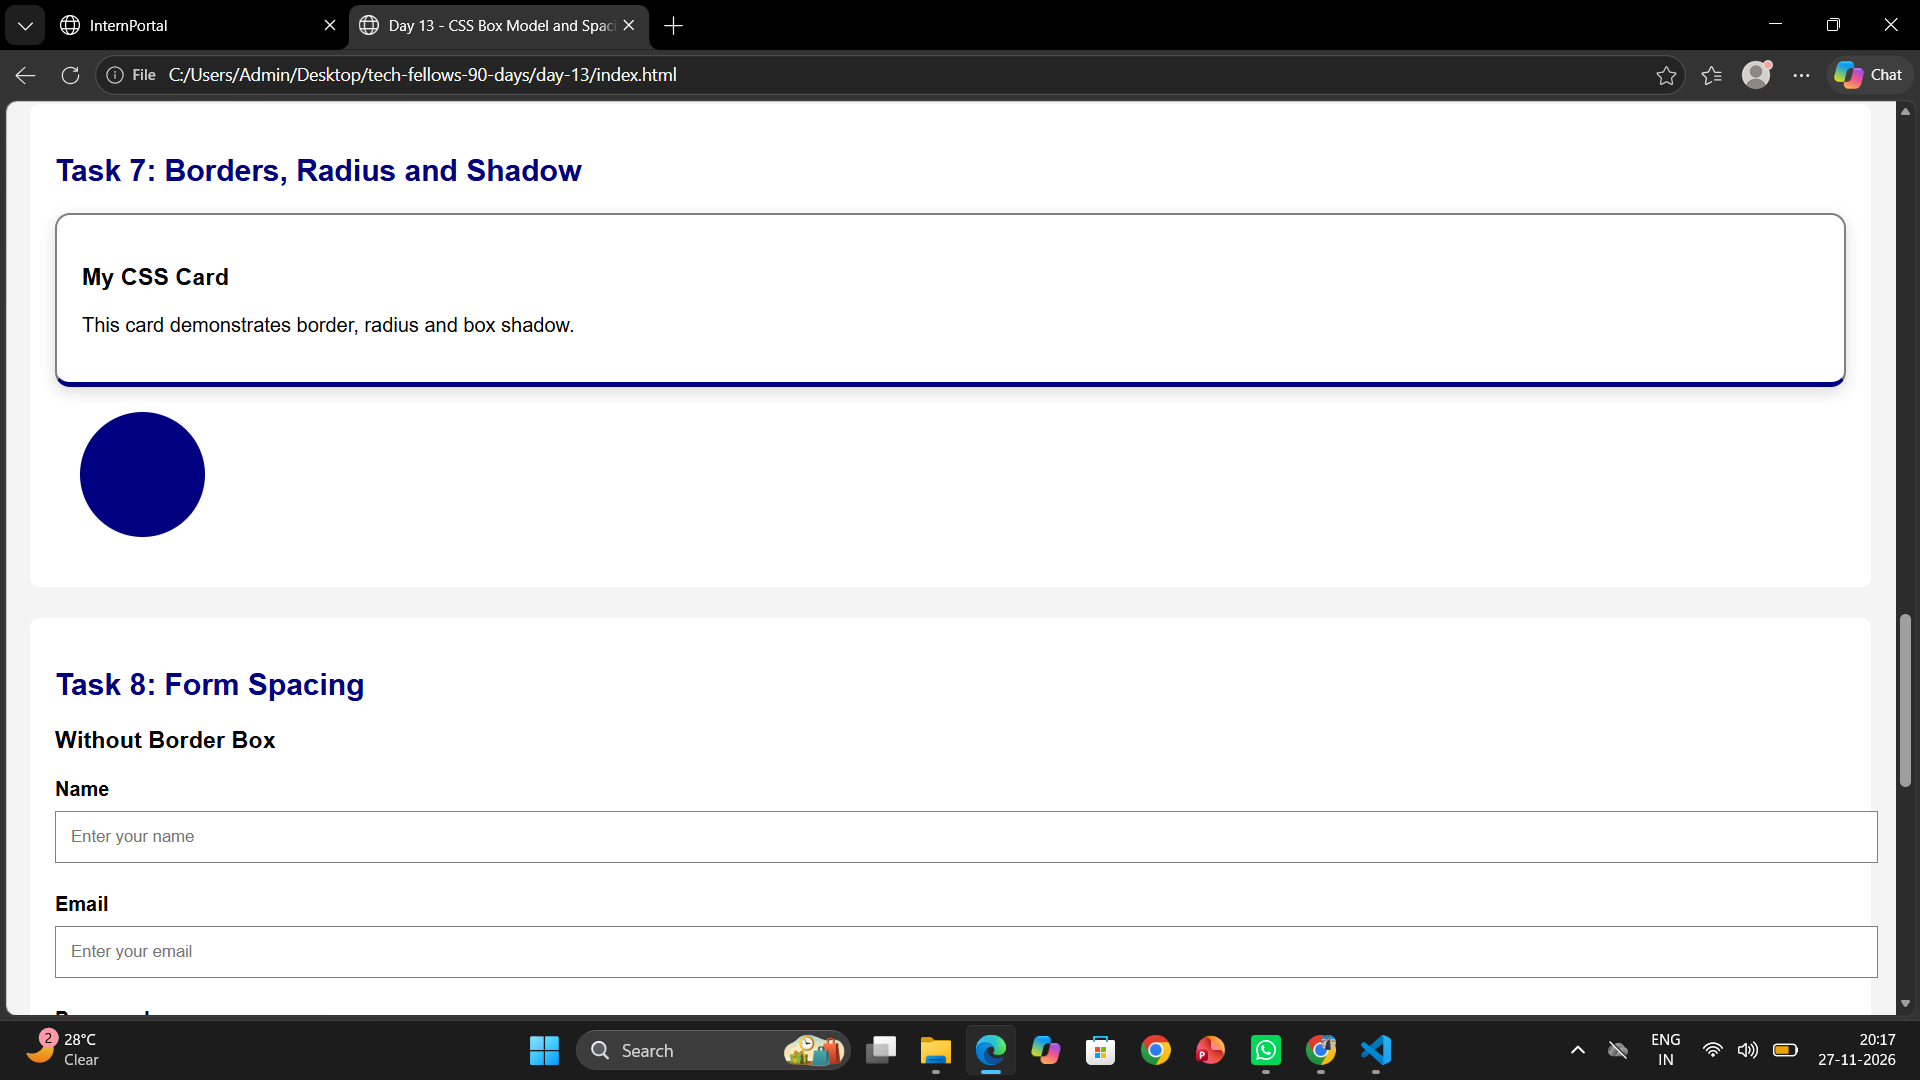 InternPortal
Day 13 - CSS Box Model and Spaci
File C:/Users/Admin/Desktop/tech-fellows-90-days/day-13/index.html
Chat
Task 7: Borders, Radius and Shadow
My CSS Card
This card demonstrates border, radius and box shadow.
Task 8: Form Spacing
Without Border Box
Name
Enter your name
Email
Enter your email
2
28°C
Clear
Search
P
ENG
IN
20:17
27-11-2026